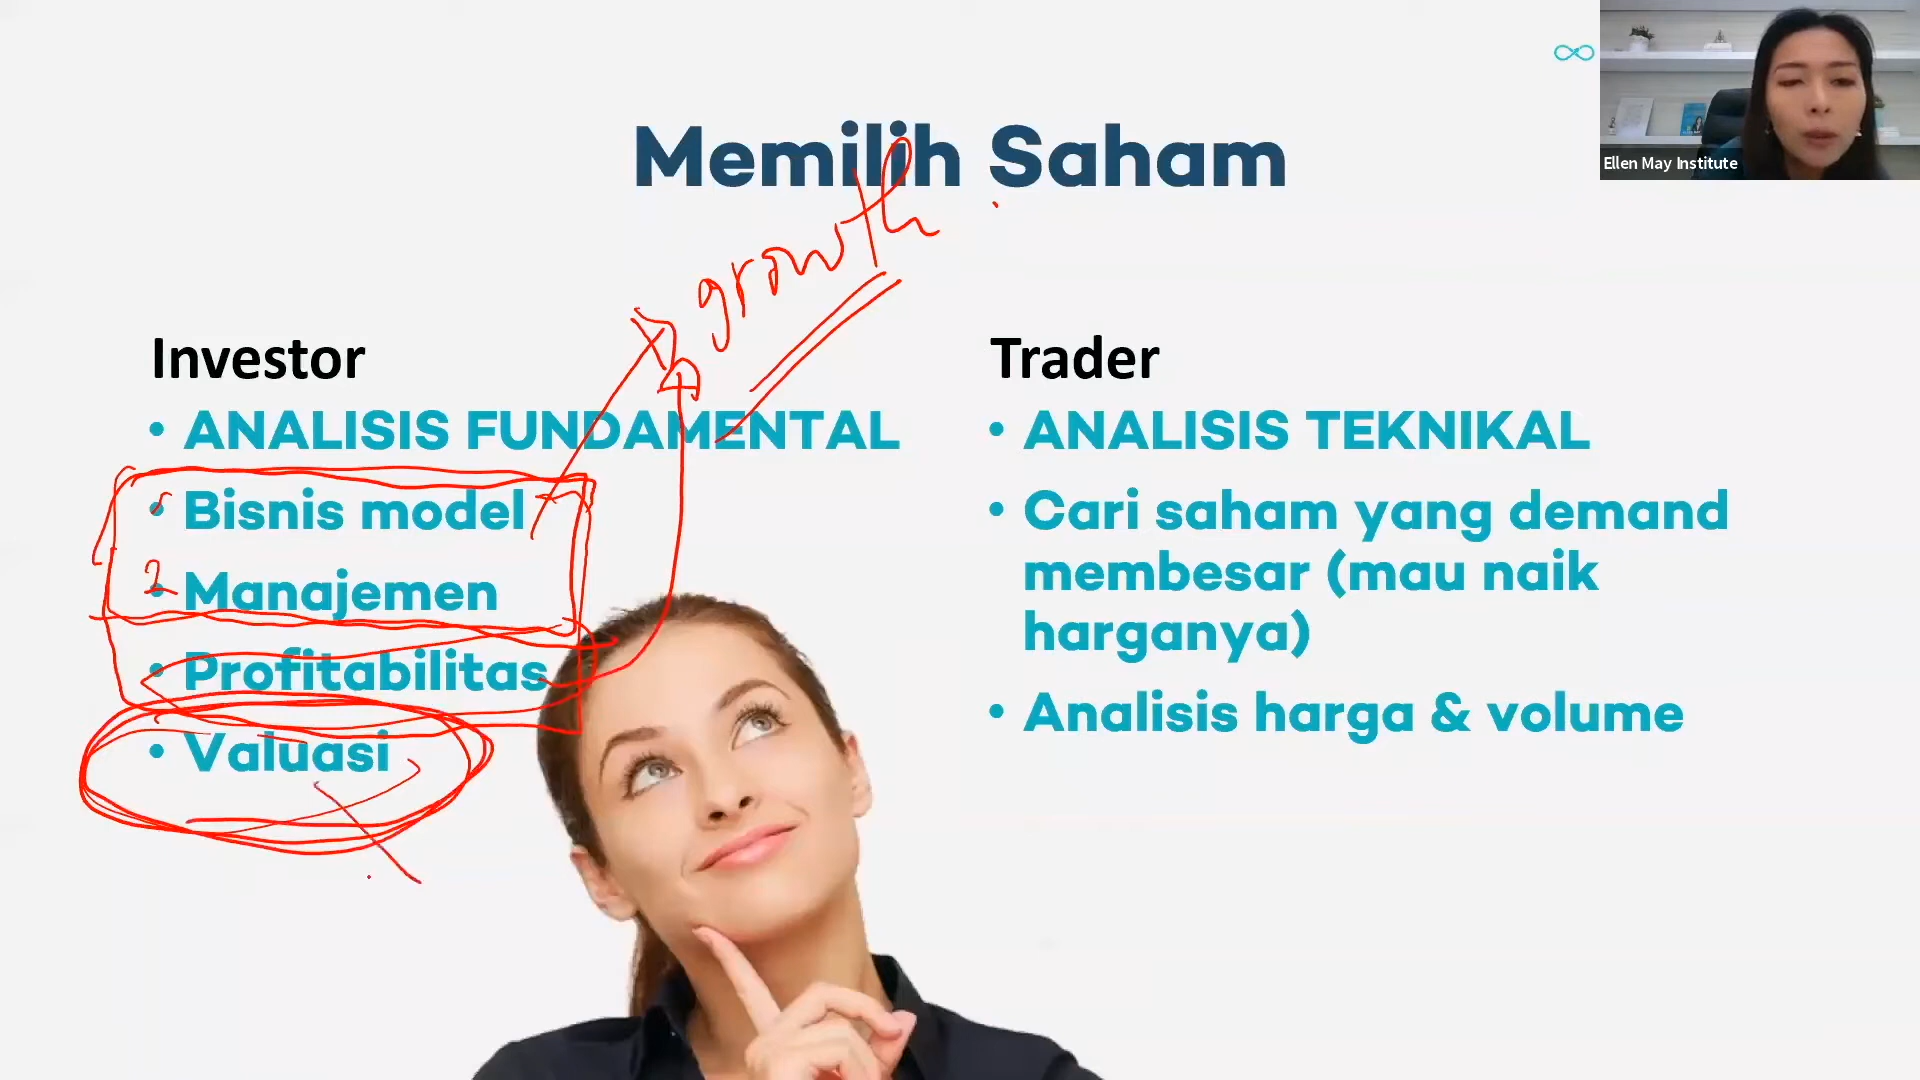 Ellen May Institute
Memilih Saham
growth
Investor
• ANALISIS FUNDAMENTAL
• Bisnis model
2
• Manajemen
• Profitabilitas
• Valuasi
Trader
• ANALISIS TEKNIKAL
• Cari saham yang demand
membesar (mau naik
harganya)
• Analisis harga & volume